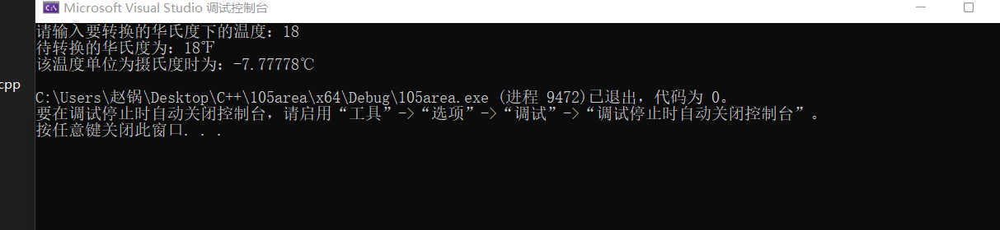 Microsoft Visual Studio 调试控制台
请输入要转换的华氏度下的温度：18
待转换的华氏度为：18℉
该温度单位为摄氏度时为：-7.77778℃
cpp
C:\Users\赵锅\Desktop\C++\105area\x64\Debug\105area.exe (进程 9472)已退出，代码为 0。
要在调试停止时自动关闭控制台，请启用“工具”->“选项”->“调试”->“调试停止时自动关闭控制台”。
按任意键关闭此窗口. . .